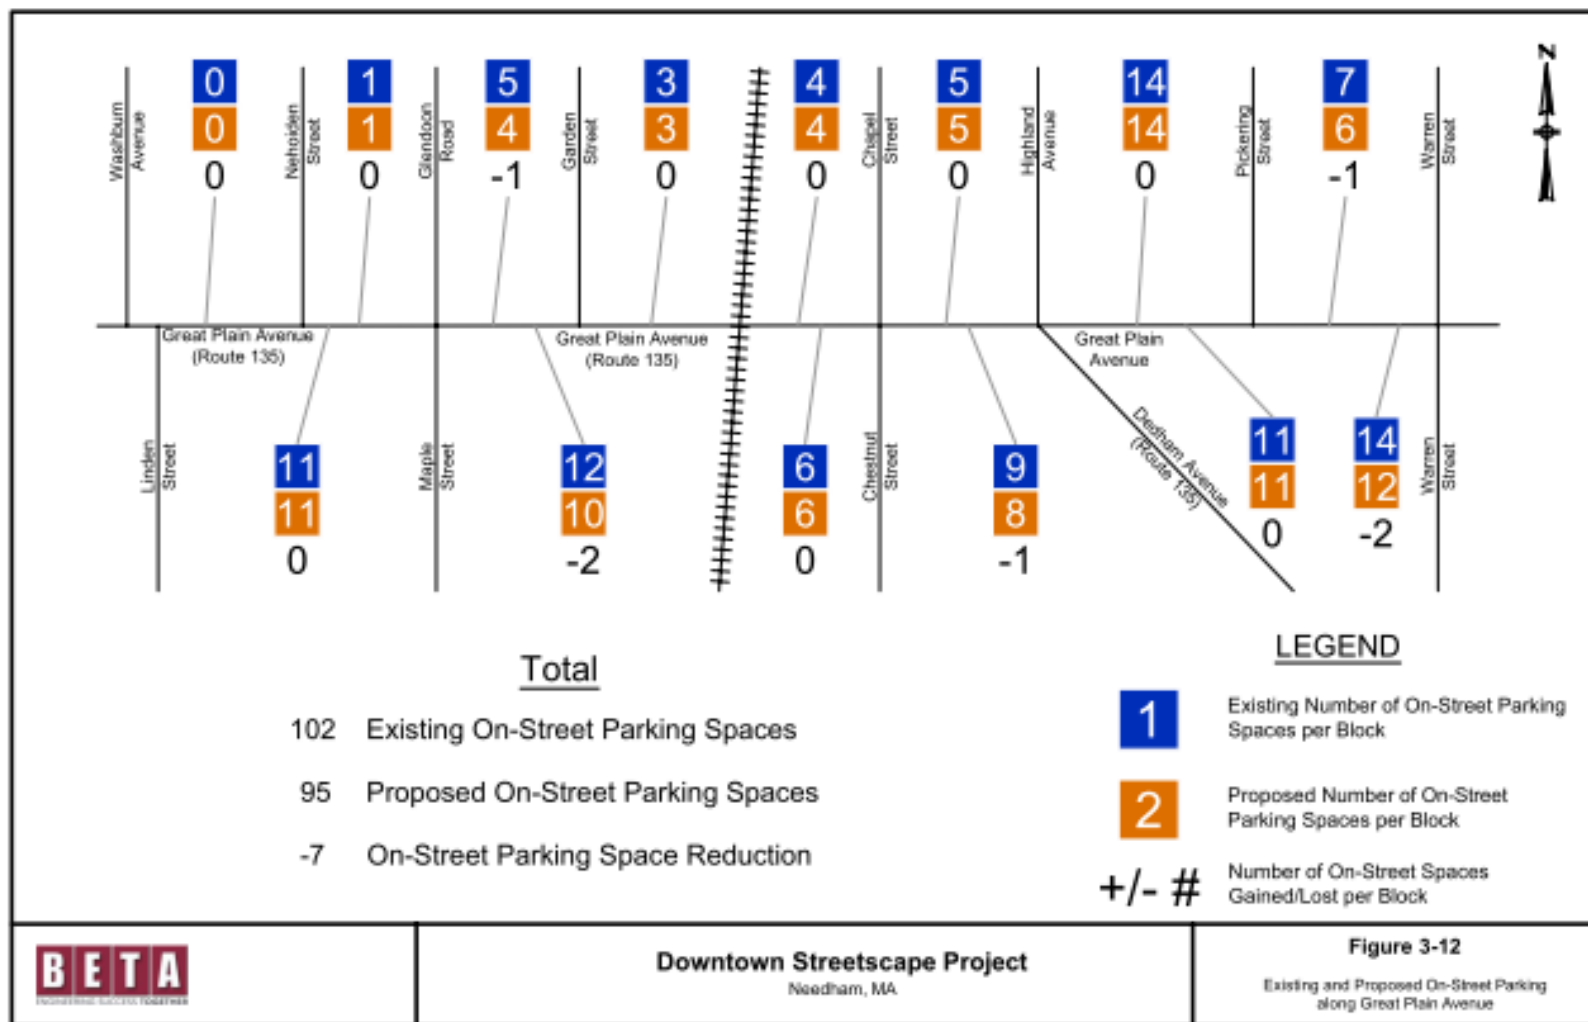 0 1 5 3 4 5 14 7
0 1 4 3 4 5 14 6
0 0 -1 0 0 0 0 -1
N
Washburn
Avenue
Nehoiden
Street
Glendoon
Road
Garden
Street
Chapel
Street
Highland
Avenue
Pickering
Street
Warren
Street
Great Plain Avenue
(Route 135)
Great Plain Avenue
(Route 135)
Great Plain
Avenue
Linden
Street
Maple
Street
Chestnut
Street
Dedham Avenue
(Route 135)
Warren
Street
11 12 6 9 11 14
11 10 6 8 11 12
0 -2 0 -1 0 -2
Total
102 Existing On-Street Parking Spaces
95 Proposed On-Street Parking Spaces
-7 On-Street Parking Space Reduction
LEGEND
1 Existing Number of On-Street Parking
Spaces per Block
2 Proposed Number of On-Street
Parking Spaces per Block
+/- # Number of On-Street Spaces
Gained/Lost per Block
BETA
ENGINEERING SUCCESS TOGETHER
Downtown Streetscape Project
Needham, MA
Figure 3-12
Existing and Proposed On-Street Parking
along Great Plain Avenue